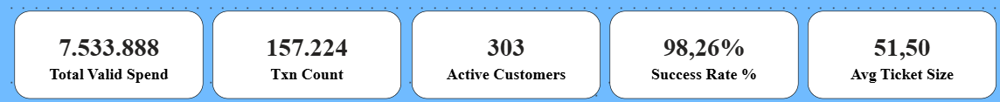 7.533.888
Total Valid Spend
157.224
Txn Count
303
Active Customers
98,26%
Success Rate %
51,50
Avg Ticket Size